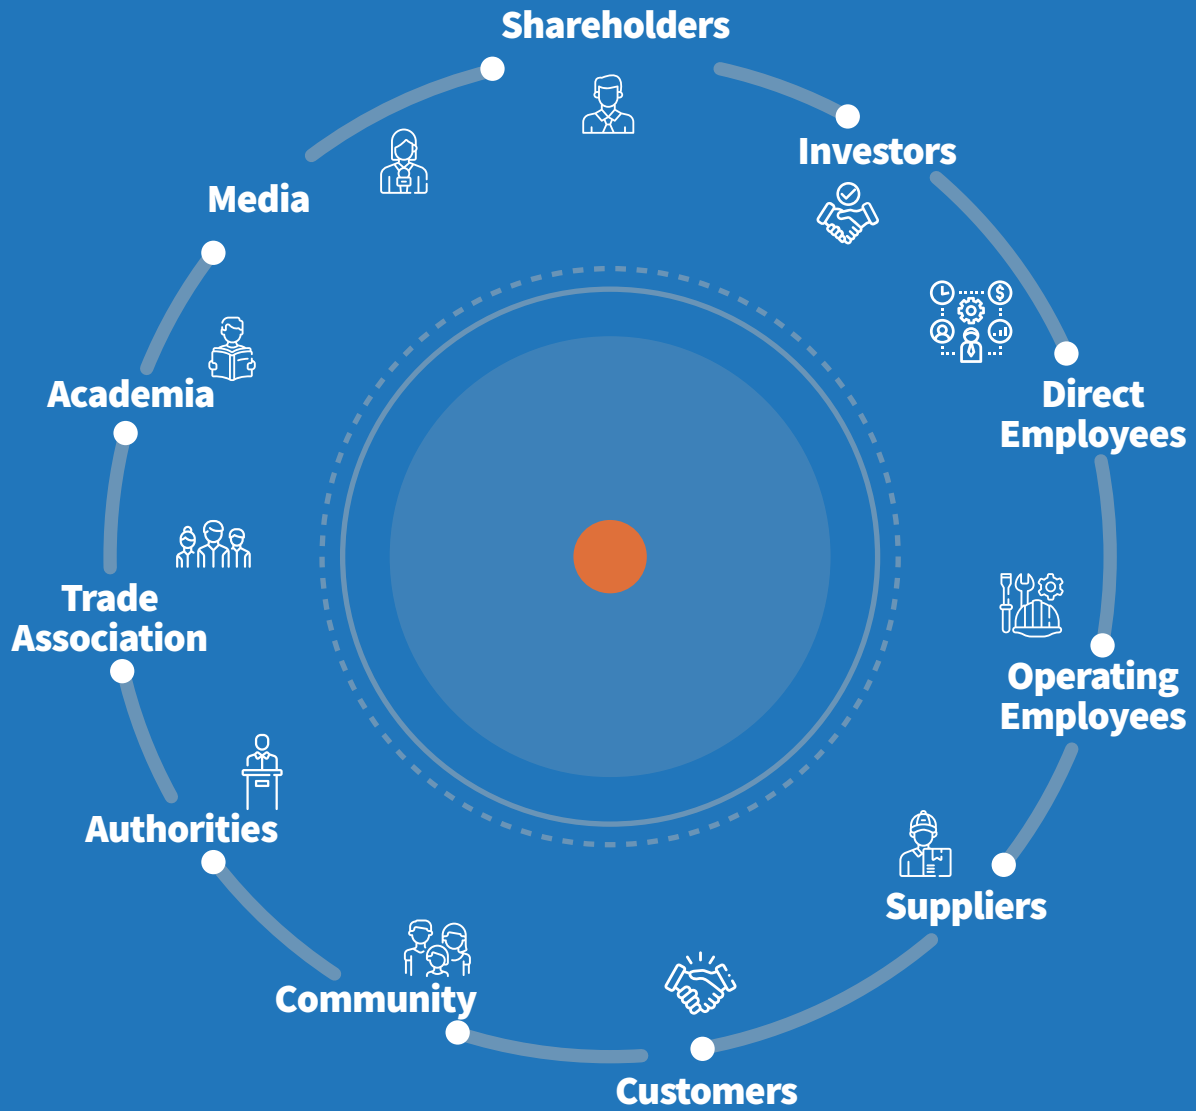 Shareholders
Investors
Direct
Employees
Operating
Employees
Suppliers
Customers
Community
Authorities
Trade
Association
Academia
Media